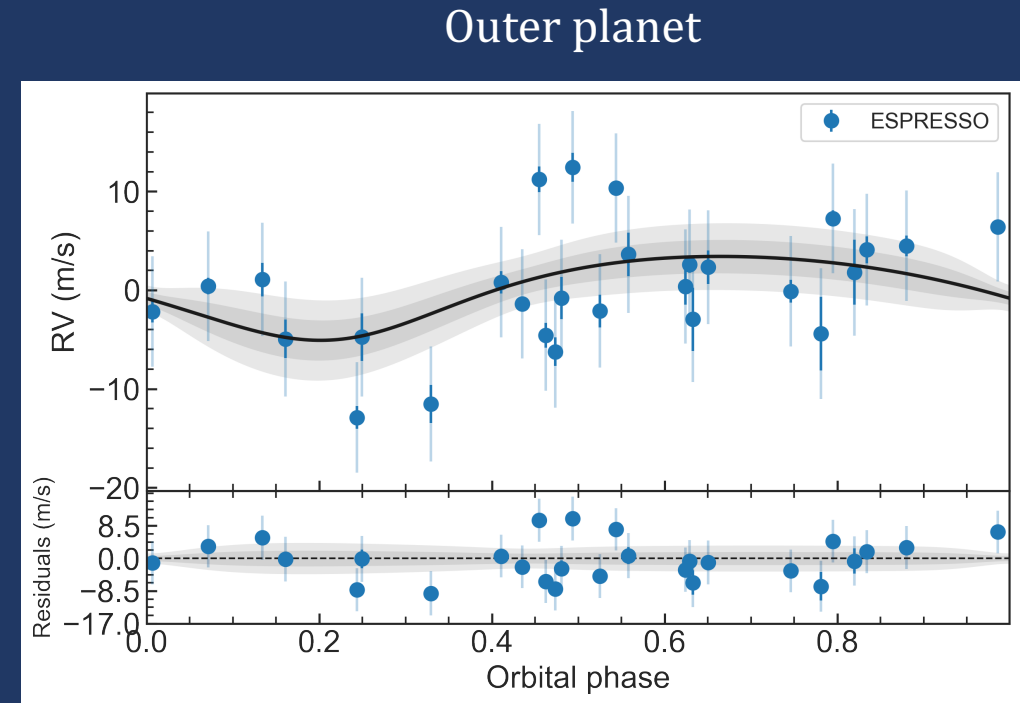 Outer planet
ESPRESSO
RV (m/s)
10
0
−10
−20
Residuals (m/s)
8.5
0.0
−8.5
−17.0
0.0 0.2 0.4 0.6 0.8
Orbital phase